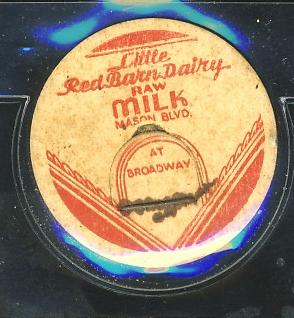 Little
Red Barn Dairy
RAW
MILK
MASON BLVD.
AT
BROADWAY